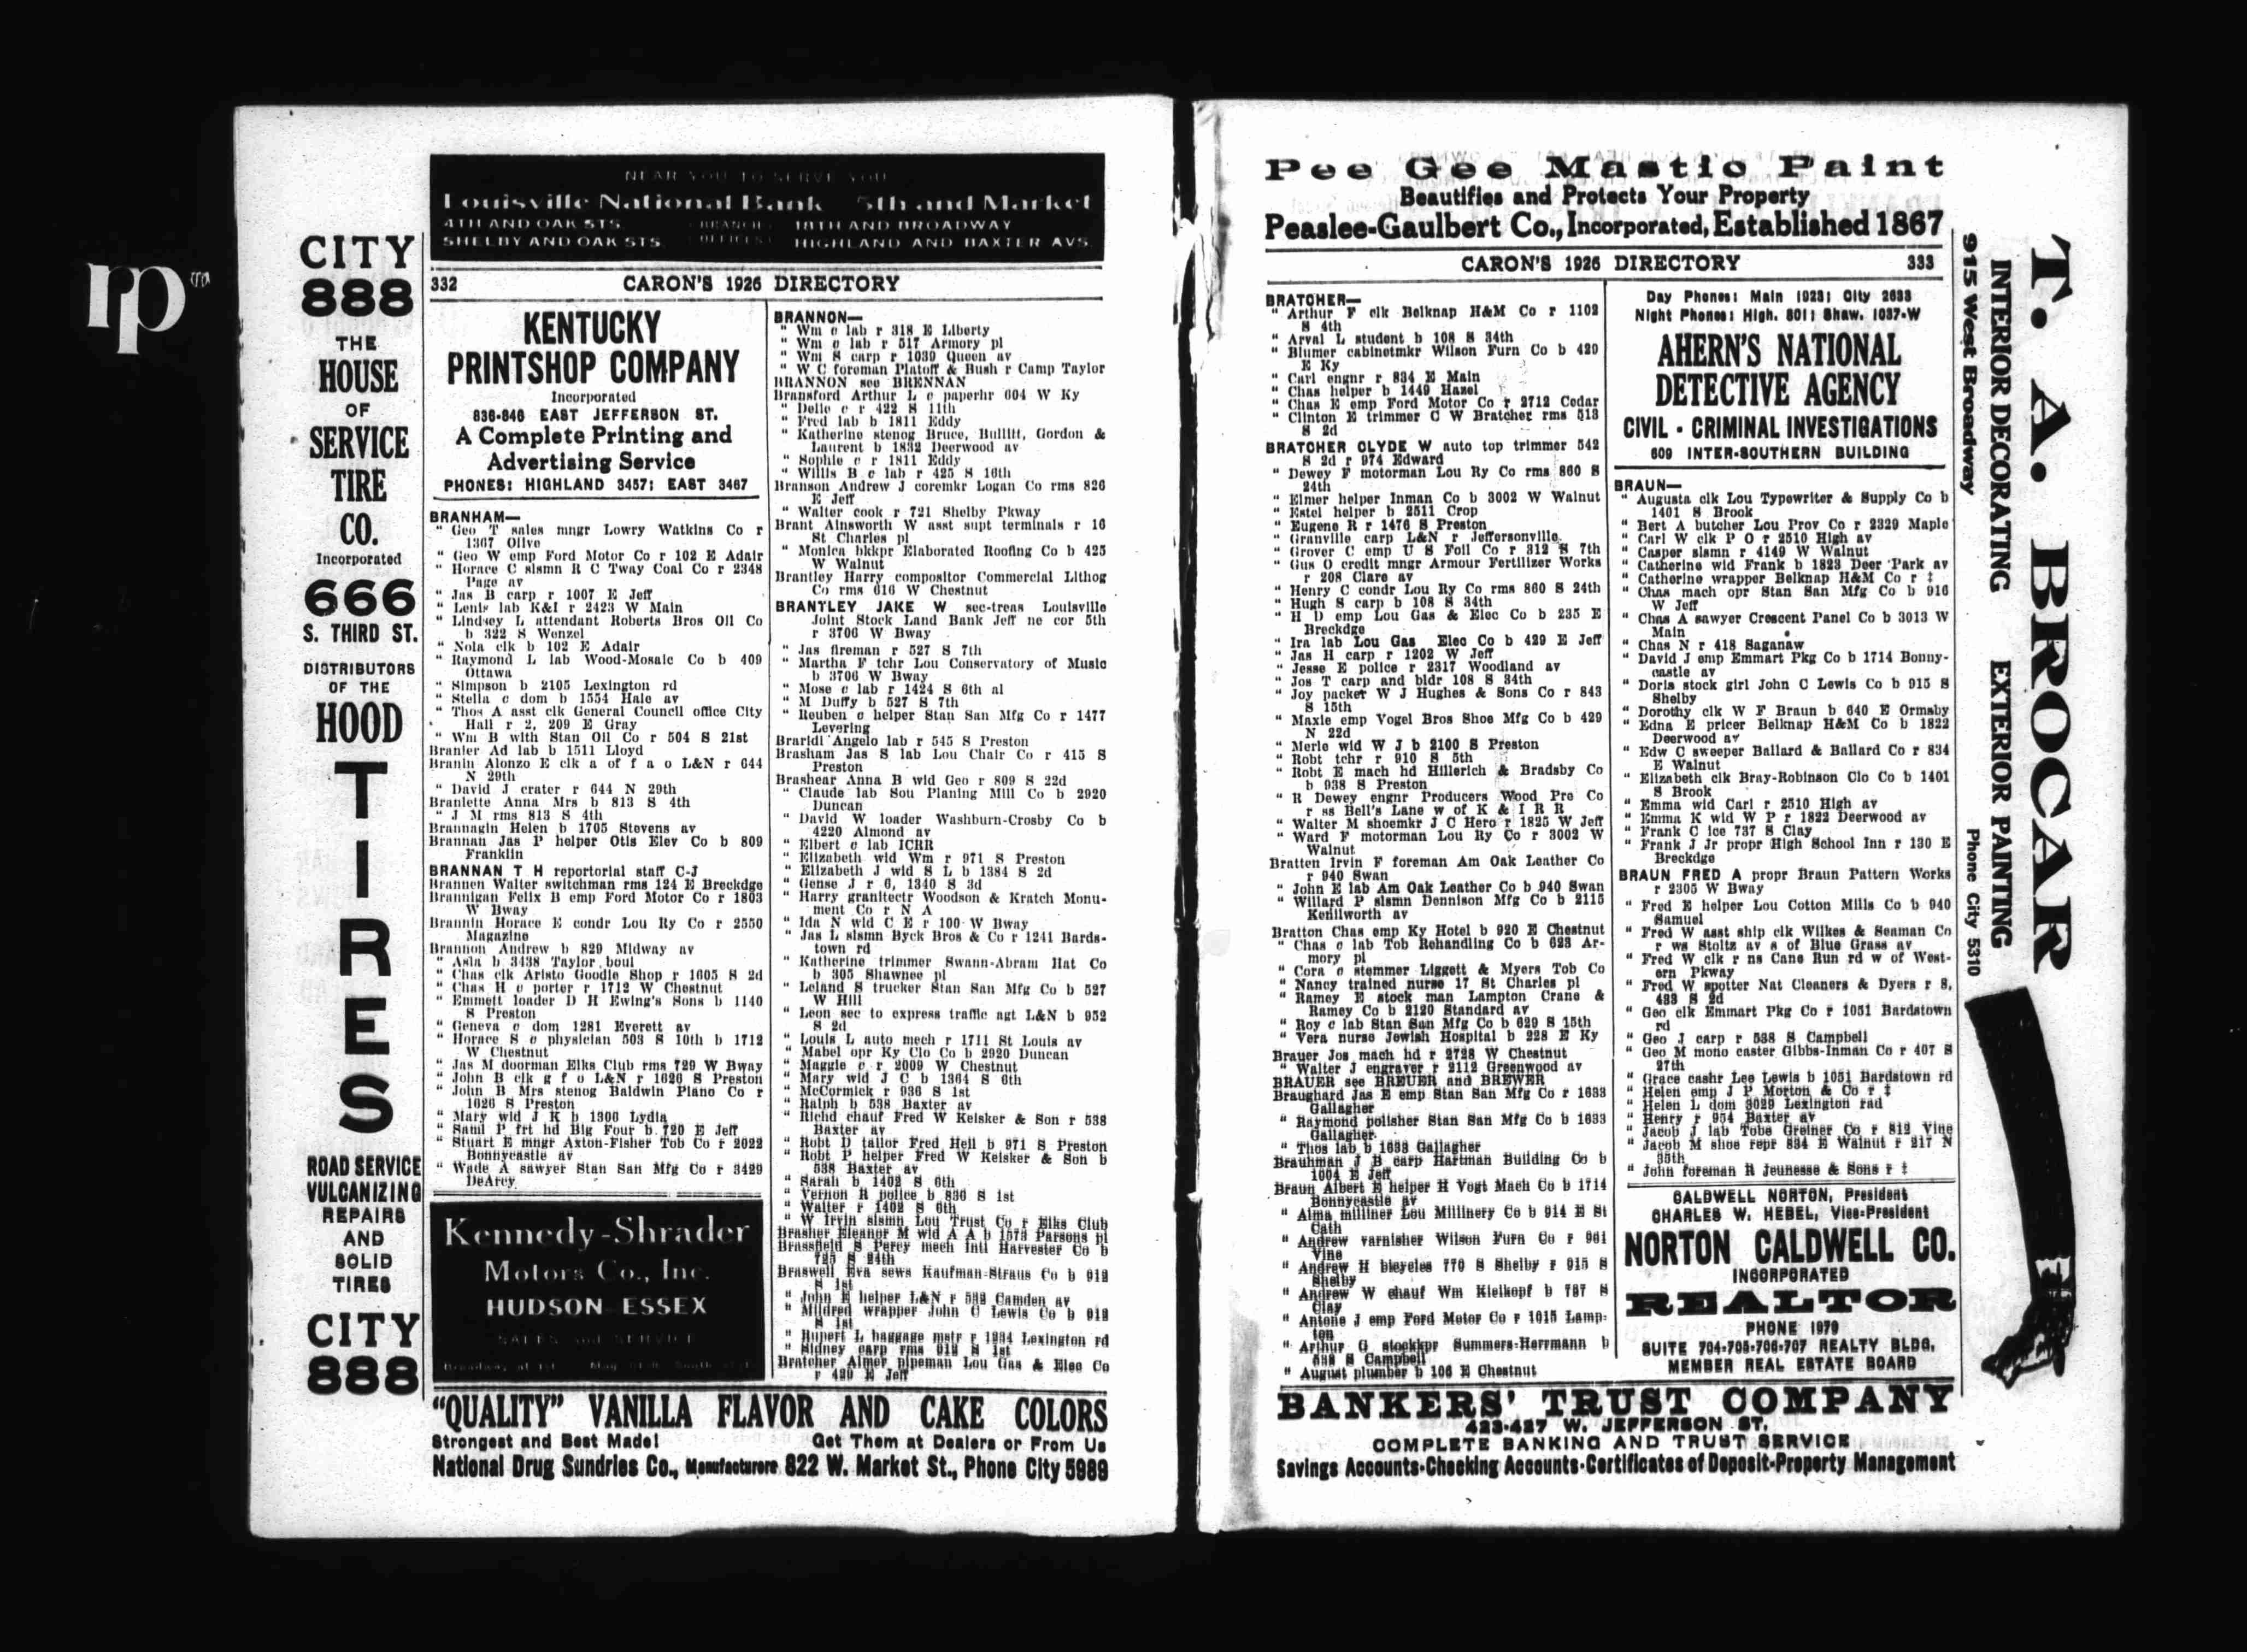 rp
NEAR YOU TO SERVE YOU
Louisville National Bank 5th and Market
4TH AND OAK STS. BRANCH 18TH AND BROADWAY
SHELBY AND OAK STS. OFFICES HIGHLAND AND BAXTER AVS.
CITY
888
THE
HOUSE
OF
SERVICE
TIRE
CO.
Incorporated
666
S. THIRD ST.
DISTRIBUTORS
OF THE
HOOD
T
I
R
E
S
ROAD SERVICE
VULCANIZING
REPAIRS
AND
SOLID
TIRES
CITY
888
332 CARON'S 1926 DIRECTORY
KENTUCKY
PRINTSHOP COMPANY
Incorporated
836-846 EAST JEFFERSON ST.
A Complete Printing and
Advertising Service
PHONES: HIGHLAND 3457; EAST 3467
BRANHAM—
" Geo T sales mngr Lowry Watkins Co r
1367 Olive
" Geo W emp Ford Motor Co r 102 E Adair
" Horace C slsmn R C Tway Coal Co r 2348
Page av
" Jas B carp r 1007 E Jeff
" Lenis lab K&I r 2423 W Main
" Lindsey L attendant Roberts Bros Oil Co
b 322 S Wenzel
" Nola clk b 102 E Adair
" Raymond L lab Wood-Mosaic Co b 409
Ottawa
" Simpson b 2105 Lexington rd
" Stella c dom b 1554 Hale av
" Thos A asst clk General Council office City
Hall r 2, 209 E Gray
" Wm B with Stan Oil Co r 504 S 21st
Branier Ad lab b 1511 Lloyd
Branin Alonzo E clk a of f a o L&N r 644
N 29th
" David J crater r 644 N 29th
Branlette Anna Mrs b 813 S 4th
" J M rms 813 S 4th
Brannagin Helen b 1705 Stevens av
Brannan Jas P helper Otis Elev Co b 809
Franklin
BRANNAN T H reportorial staff C-J
Brannen Walter switchman rms 124 E Breckdge
Brannigan Felix B emp Ford Motor Co r 1803
W Bway
Brannin Horace E condr Lou Ry Co r 2550
Magazine
Brannon Andrew b 829 Midway av
" Asia b 3438 Taylor boul
" Chas clk Aristo Goodie Shop r 1605 S 2d
" Chas H c porter r 1712 W Chestnut
" Emmett loader D H Ewing's Sons b 1140
S Preston
" Geneva c dom 1281 Everett av
" Horace S c physician 503 S 10th b 1712
W Chestnut
" Jas M doorman Elks Club rms 729 W Bway
" John B clk g f o L&N r 1626 S Preston
" John B Mrs stenog Baldwin Piano Co r
1626 S Preston
" Mary wid J K b 1306 Lydia
" Saml P frt hd Big Four b 720 E Jeff
" Stuart E mngr Axton-Fisher Tob Co r 2022
Bonnycastle av
" Wade A sawyer Stan San Mfg Co r 3429
DeArcy
Kennedy-Shrader
Motors Co., Inc.
HUDSON ESSEX
SALES and SERVICE
BRANNON—
" Wm c lab r 318 E Liberty
" Wm c lab r 517 Armory pl
" Wm S carp r 1039 Queen av
" W C foreman Platoff & Bush r Camp Taylor
BRANNON see BRENNAN
Bransford Arthur L c paperhr 604 W Ky
" Delle c r 422 S 11th
" Fred lab b 1811 Eddy
" Katherine stenog Bruce, Bullitt, Gordon &
Laurent b 1832 Deerwood av
" Sophie c r 1811 Eddy
" Willis B c lab r 425 S 16th
Branson Andrew J coremkr Logan Co rms 826
E Jeff
" Walter cook r 721 Shelby Pkway
Brant Ainsworth W asst supt terminals r 16
St Charles pl
" Monica bkkpr Elaborated Roofing Co b 425
W Walnut
Brantley Harry compositor Commercial Lithog
Co rms 616 W Chestnut
BRANTLEY JAKE W sec-treas Louisville
Joint Stock Land Bank Jeff ne cor 5th
r 3706 W Bway
" Jas fireman r 527 S 7th
" Martha F tchr Lou Conservatory of Music
b 3706 W Bway
" Mose c lab r 1424 S 6th al
" M Duffy b 527 S 7th
" Reuben c helper Stan San Mfg Co r 1477
Levering
Braridi Angelo lab r 545 S Preston
Brasham Jas S lab Lou Chair Co r 415 S
Preston
Brashear Anna B wid Geo r 809 S 22d
" Claude lab Sou Planing Mill Co b 2920
Duncan
" David W loader Washburn-Crosby Co b
4220 Almond av
" Elbert c lab ICRR
" Elizabeth wid Wm r 971 S Preston
" Elizabeth J wid S L b 1384 S 2d
" Gense J r 6, 1340 S 3d
" Harry granitectr Woodson & Kratch Monu-
ment Co r N A
" Ida N wid C E r 100 W Bway
" Jas L slsmn Byck Bros & Co r 1241 Bards-
town rd
" Katherine trimmer Swann-Abram Hat Co
b 305 Shawnee pl
" Leland S trucker Stan San Mfg Co b 527
W Hill
" Leon sec to express traffic agt L&N b 952
S 2d
" Louis L auto mech r 1711 St Louis av
" Mabel opr Ky Clo Co b 2920 Duncan
" Maggie c r 2009 W Chestnut
" Mary wid J C b 1364 S 6th
" McCormick r 936 S 1st
" Ralph b 538 Baxter av
" Richd chauf Fred W Keisker & Son r 538
Baxter av
" Robt D tailor Fred Heil b 971 S Preston
" Robt P helper Fred W Keisker & Son b
538 Baxter av
" Sarah b 1402 S 6th
" Vernon R police b 836 S 1st
" Walter r 1402 S 6th
" W Irvin slsmn Lou Trust Co r Elks Club
Brasher Eleanor M wid A A b 1573 Parsons pl
Brassfield S Percy mech Intl Harvester Co b
725 S 24th
Braswell Eva sews Kaufman-Straus Co b 912
S 1st
" John E helper L&N r 532 Camden av
" Mildred wrapper John C Lewis Co b 912
S 1st
" Rupert L baggage mstr r 1234 Lexington rd
" Sidney carp rms 912 S 1st
Bratcher Almer pipeman Lou Gas & Elec Co
r 429 E Jeff
"QUALITY" VANILLA FLAVOR AND CAKE COLORS
Strongest and Best Made! Get Them at Dealers or From Us
National Drug Sundries Co., Manufacturers 822 W. Market St., Phone City 5989
Pee Gee Mastic Paint
Beautifies and Protects Your Property
Peaslee-Gaulbert Co., Incorporated, Established 1867
CARON'S 1926 DIRECTORY 333
BRATCHER—
" Arthur F clk Belknap H&M Co r 1102
S 4th
" Arval L student b 108 S 34th
" Blumer cabinetmkr Wilson Furn Co b 429
E Ky
" Carl engnr r 834 E Main
" Chas helper b 1449 Hazel
" Chas E emp Ford Motor Co r 2712 Cedar
" Clinton E trimmer C W Bratcher rms 513
S 2d
BRATCHER CLYDE W auto top trimmer 542
S 2d r 974 Edward
" Dewey F motorman Lou Ry Co rms 860 S
24th
" Elmer helper Inman Co b 3002 W Walnut
" Estel helper b 2511 Crop
" Eugene R r 1476 S Preston
" Granville carp L&N r Jeffersonville
" Grover C emp U S Foil Co r 312 S 7th
" Gus O credit mngr Armour Fertilizer Works
r 208 Clare av
" Henry C condr Lou Ry Co rms 860 S 24th
" Hugh S carp b 108 S 34th
" H D emp Lou Gas & Elec Co b 235 E
Breckdge
" Ira lab Lou Gas Elec Co b 429 E Jeff
" Jas H carp r 1202 W Jeff
" Jesse E police r 2317 Woodland av
" Jos T carp and bldr 108 S 34th
" Joy packer W J Hughes & Sons Co r 843
S 15th
" Maxie emp Vogel Bros Shoe Mfg Co b 429
N 22d
" Merle wid W J b 2100 S Preston
" Robt tchr r 910 S 5th
" Robt E mach hd Hillerich & Bradsby Co
b 938 S Preston
" R Dewey engnr Producers Wood Pre Co
r ss Bell's Lane w of K & I R R
" Walter M shoemkr J C Hero r 1825 W Jeff
" Ward F motorman Lou Ry Co r 3002 W
Walnut
Bratten Irvin F foreman Am Oak Leather Co
r 940 Swan
" John E lab Am Oak Leather Co b 940 Swan
" Willard P slsmn Dennison Mfg Co b 2115
Kenilworth av
Bratton Chas emp Ky Hotel b 920 E Chestnut
" Chas c lab Tob Rehandling Co b 623 Ar-
mory pl
" Cora c stemmer Liggett & Myers Tob Co
" Nancy trained nurse 17 St Charles pl
" Ramey E stock man Lampton Crane &
Ramey Co b 2120 Standard av
" Roy c lab Stan San Mfg Co b 629 S 15th
" Vera nurse Jewish Hospital b 228 E Ky
Brauer Jos mach hd r 2728 W Chestnut
" Walter J engraver r 2112 Greenwood av
BRAUER see BREUER and BREWER
Braughard Jas E emp Stan San Mfg Co r 1633
Gallagher
" Raymond polisher Stan San Mfg Co b 1633
Gallagher
" Thos lab b 1633 Gallagher
Brauhman J B carp Hartman Building Co b
1004 E Jeff
Braun Albert E helper H Vogt Mach Co b 1714
Bonnycastle av
" Alma milliner Lou Millinery Co b 914 E St
Cath
" Andrew varnisher Wilson Furn Co r 961
Vine
" Andrew H bicycles 770 S Shelby r 915 S
Shelby
" Andrew W chauf Wm Kielkopf b 787 S
Clay
" Antone J emp Ford Motor Co r 1015 Lamp-
ton
" Arthur G stockkpr Summers-Herrmann b
538 S Campbell
" August plumber b 106 E Chestnut
Day Phones: Main 1923; City 2633
Night Phones: High. 801; Shaw. 1037-W
AHERN'S NATIONAL
DETECTIVE AGENCY
CIVIL - CRIMINAL INVESTIGATIONS
609 INTER-SOUTHERN BUILDING
BRAUN—
" Augusta clk Lou Typewriter & Supply Co b
1401 S Brook
" Bert A butcher Lou Prov Co r 2329 Maple
" Carl W clk P O r 2510 High av
" Casper slsmn r 4149 W Walnut
" Catherine wid Frank b 1823 Deer Park av
" Catherine wrapper Belknap H&M Co r ‡
" Chas mach opr Stan San Mfg Co b 916
W Jeff
" Chas A sawyer Crescent Panel Co b 3013 W
Main
" Chas N r 418 Saganaw
" David J emp Emmart Pkg Co b 1714 Bonny-
castle av
" Doris stock girl John C Lewis Co b 915 S
Shelby
" Dorothy clk W F Braun b 640 E Ormsby
" Edna E pricer Belknap H&M Co b 1822
Deerwood av
" Edw C sweeper Ballard & Ballard Co r 834
E Walnut
" Elizabeth clk Bray-Robinson Clo Co b 1401
S Brook
" Emma wid Carl r 2510 High av
" Emma K wid W P r 1822 Deerwood av
" Frank C ice 737 S Clay
" Frank J Jr propr High School Inn r 130 E
Breckdge
BRAUN FRED A propr Braun Pattern Works
r 2305 W Bway
" Fred E helper Lou Cotton Mills Co b 940
Samuel
" Fred W asst ship clk Wilkes & Seaman Co
r ws Stoltz av s of Blue Grass av
" Fred W clk r ns Cane Run rd w of West-
ern Pkway
" Fred W spotter Nat Cleaners & Dyers r 8,
433 S 2d
" Geo clk Emmart Pkg Co r 1051 Bardstown
rd
" Geo J carp r 538 S Campbell
" Geo M mono caster Gibbs-Inman Co r 407 S
27th
" Grace cashr Lee Lewis b 1051 Bardstown rd
" Helen emp J P Morton & Co r ‡
" Helen L dom 3029 Lexington rad
" Henry r 954 Baxter av
" Jacob J lab Tobe Greiner Co r 812 Vine
" Jacob M shoe repr 834 E Walnut r 217 N
35th
" John foreman R Jeunesse & Sons r ‡
CALDWELL NORTON, President
CHARLES W. HEBEL, Vice-President
NORTON CALDWELL CO.
INCORPORATED
REALTOR
PHONE 1979
SUITE 704-705-706-707 REALTY BLDG.
MEMBER REAL ESTATE BOARD
BANKERS' TRUST COMPANY
423-427 W. JEFFERSON ST.
COMPLETE BANKING AND TRUST SERVICE
Savings Accounts-Checking Accounts-Certificates of Deposit-Property Management
T. A. BROCAR
INTERIOR DECORATING EXTERIOR PAINTING
915 West Broadway Phone City 5310